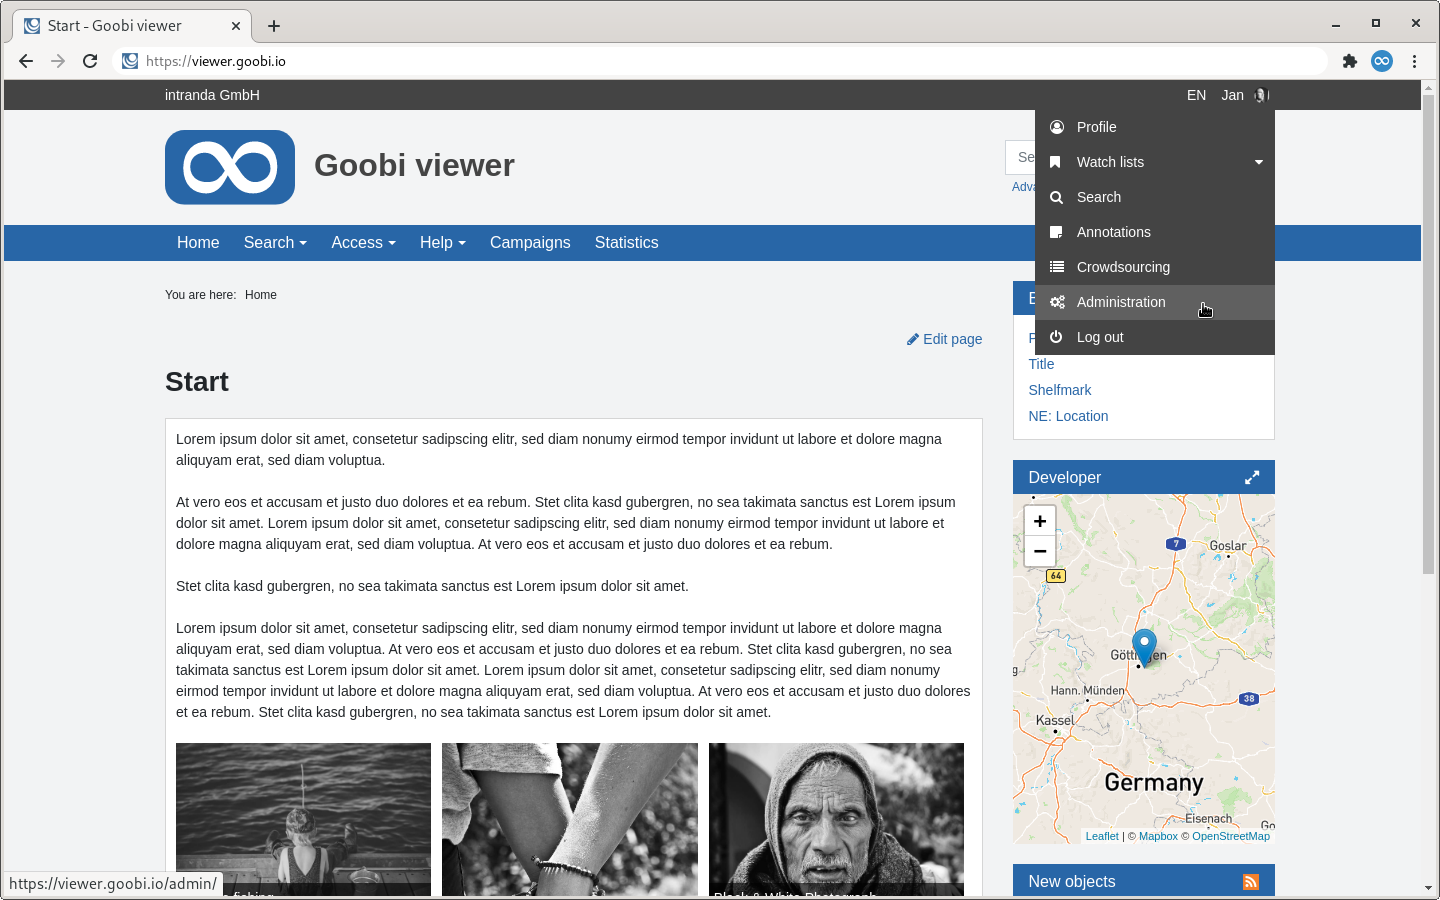 Start - Goobi viewer
https://viewer.goobi.io
intranda GmbH
EN Jan
Goobi viewer
Se
Adva
Profile
Watch lists
Search
Annotations
Crowdsourcing
Administration
Log out
Home Search Access Help Campaigns Statistics
You are here: Home
Edit page
Start
Lorem ipsum dolor sit amet, consetetur sadipscing elitr, sed diam nonumy eirmod tempor invidunt ut labore et dolore magna
aliquyam erat, sed diam voluptua.
At vero eos et accusam et justo duo dolores et ea rebum. Stet clita kasd gubergren, no sea takimata sanctus est Lorem ipsum
dolor sit amet. Lorem ipsum dolor sit amet, consetetur sadipscing elitr, sed diam nonumy eirmod tempor invidunt ut labore et
dolore magna aliquyam erat, sed diam voluptua. At vero eos et accusam et justo duo dolores et ea rebum.
Stet clita kasd gubergren, no sea takimata sanctus est Lorem ipsum dolor sit amet.
Lorem ipsum dolor sit amet, consetetur sadipscing elitr, sed diam nonumy eirmod tempor invidunt ut labore et dolore magna
aliquyam erat, sed diam voluptua. At vero eos et accusam et justo duo dolores et ea rebum. Stet clita kasd gubergren, no sea
takimata sanctus est Lorem ipsum dolor sit amet. Lorem ipsum dolor sit amet, consetetur sadipscing elitr, sed diam nonumy
eirmod tempor invidunt ut labore et dolore magna aliquyam erat, sed diam voluptua. At vero eos et accusam et justo duo dolores
et ea rebum. Stet clita kasd gubergren, no sea takimata sanctus est Lorem ipsum dolor sit amet.
Black & White Photograph
https://viewer.goobi.io/admin/
Title
Shelfmark
NE: Location
Developer
+
−
7
Goslar
64
Göttingen
Hann. Münden
38
Kassel
Germany
Eisenach
Go
Leaflet | © Mapbox © OpenStreetMap
New objects